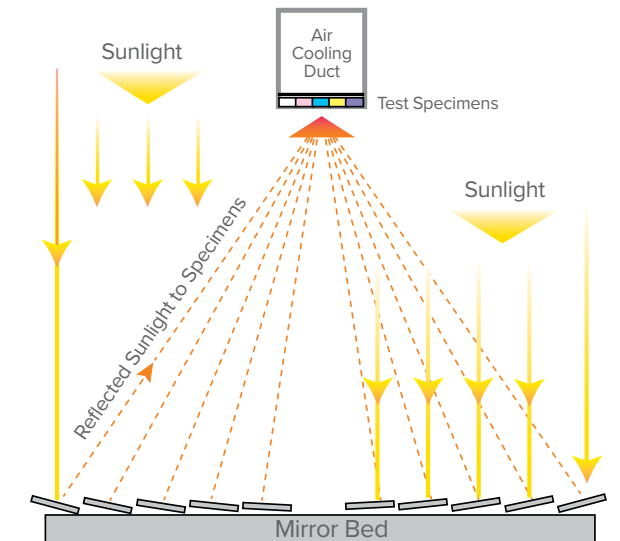 Air
Cooling
Duct
Sunlight
Test Specimens
Sunlight
Reflected Sunlight to Specimens
Mirror Bed